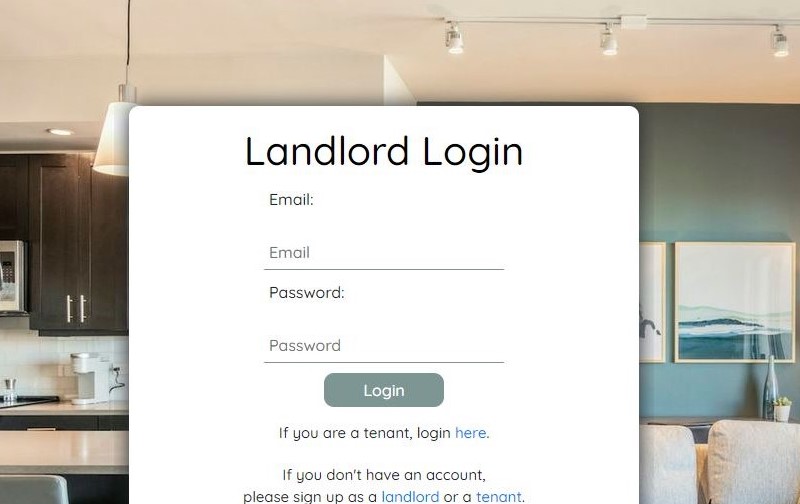 Landlord Login
Email:
Email
Password:
Password
Login
If you are a tenant, login here.
If you don't have an account,
please sign up as a landlord or a tenant.